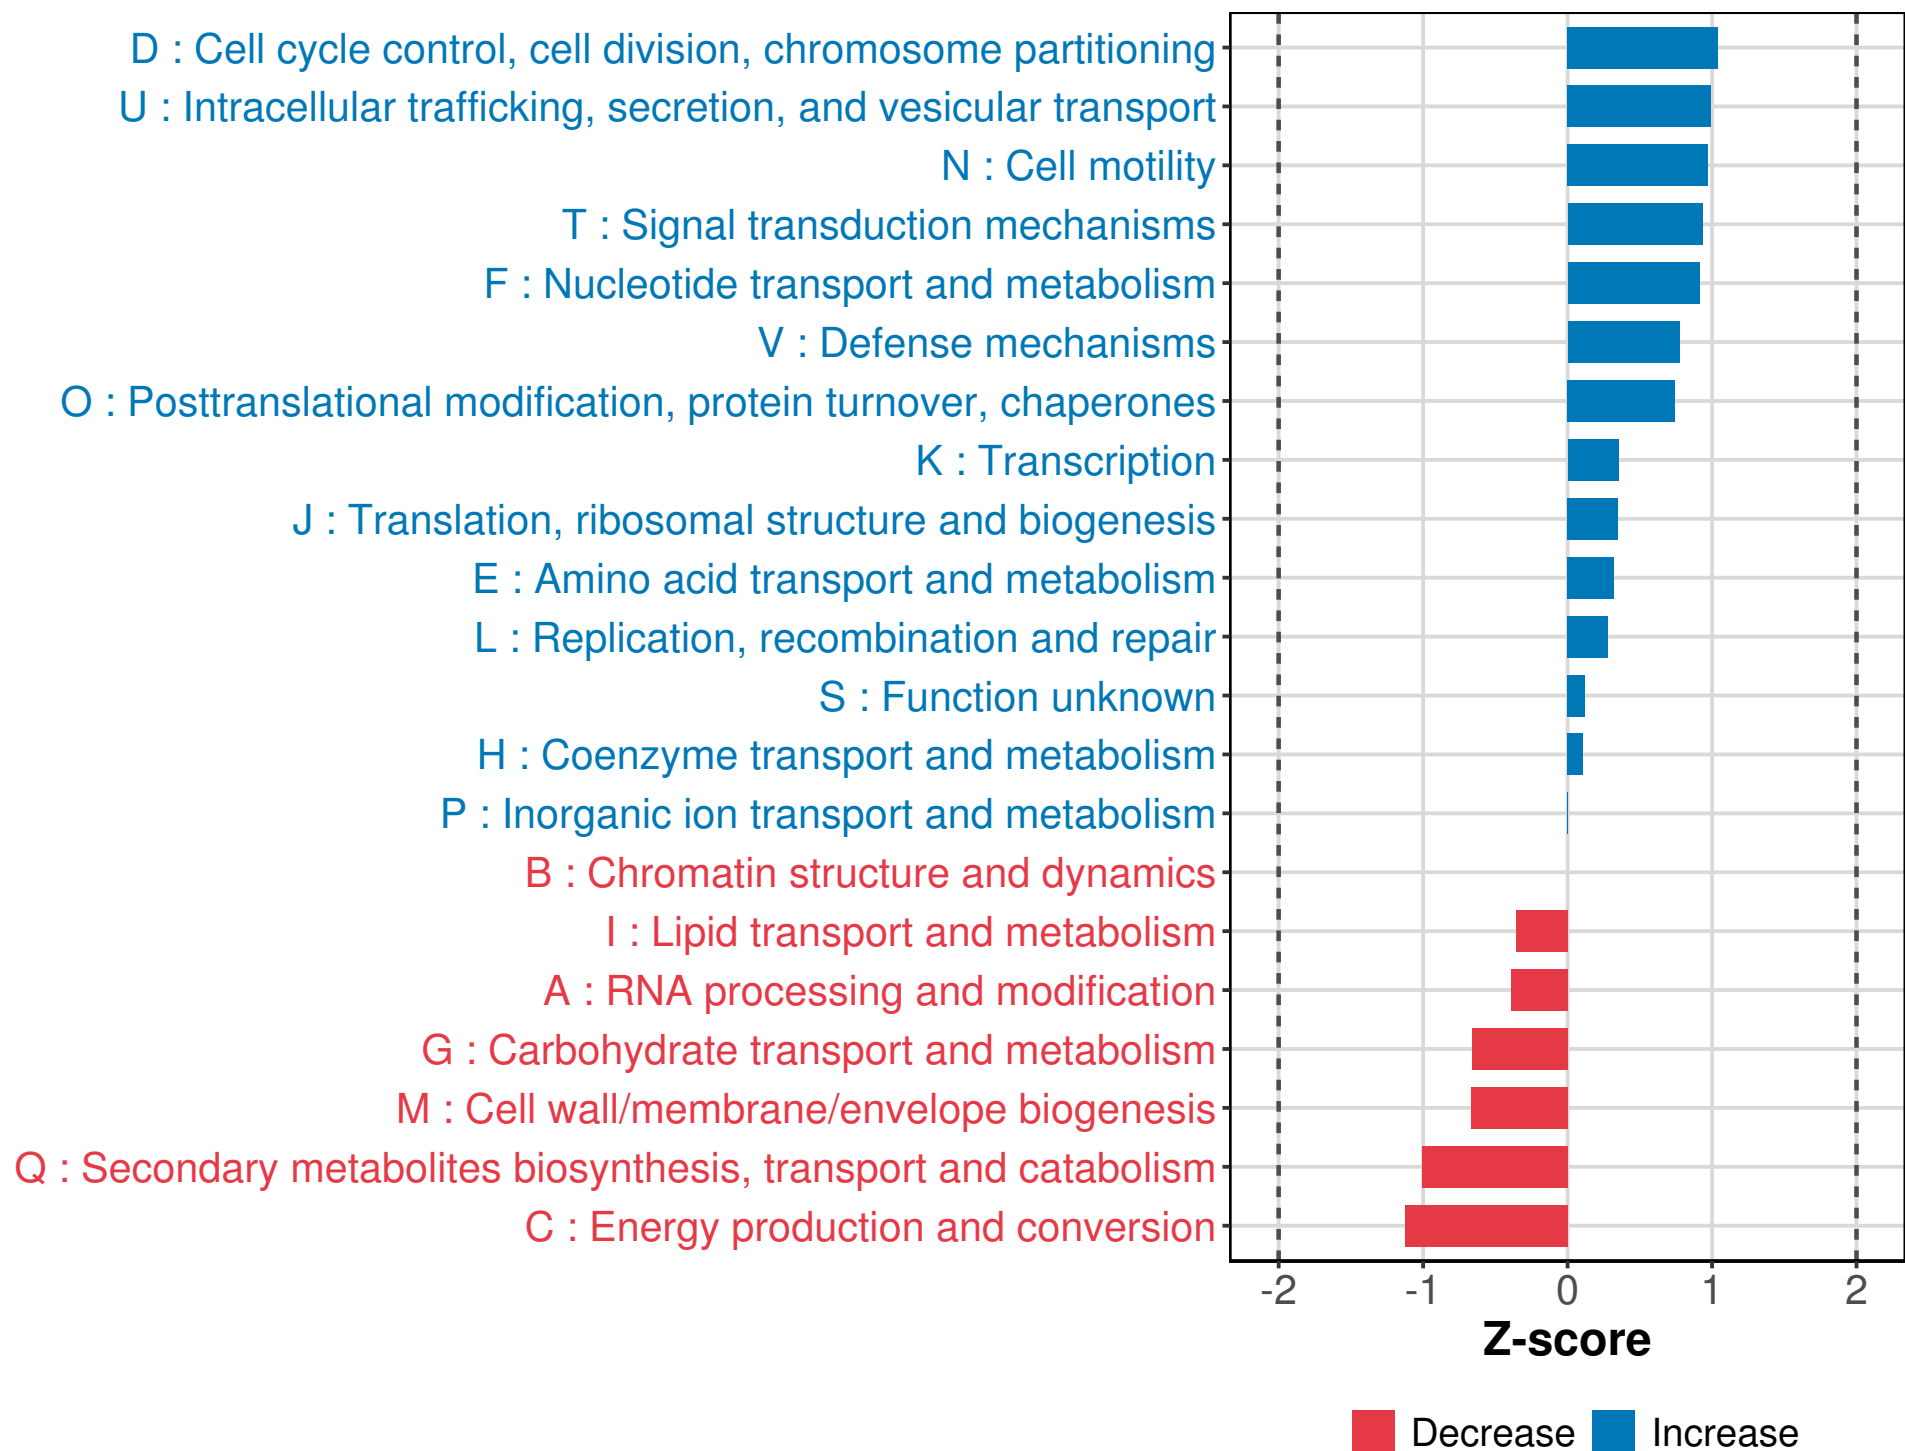 D : Cell cycle control, cell division, chromosome partitioning
U : Intracellular trafficking, secretion, and vesicular transport
N : Cell motility
T : Signal transduction mechanisms
F : Nucleotide transport and metabolism
V : Defense mechanisms
O : Posttranslational modification, protein turnover, chaperones
K : Transcription
J : Translation, ribosomal structure and biogenesis
E : Amino acid transport and metabolism
L : Replication, recombination and repair
S : Function unknown
H : Coenzyme transport and metabolism
P : Inorganic ion transport and metabolism
B : Chromatin structure and dynamics
I : Lipid transport and metabolism
A : RNA processing and modification
G : Carbohydrate transport and metabolism
M : Cell wall/membrane/envelope biogenesis
Q : Secondary metabolites biosynthesis, transport and catabolism
C : Energy production and conversion
-2 -1 0 1 2
Z-score
Decrease Increase